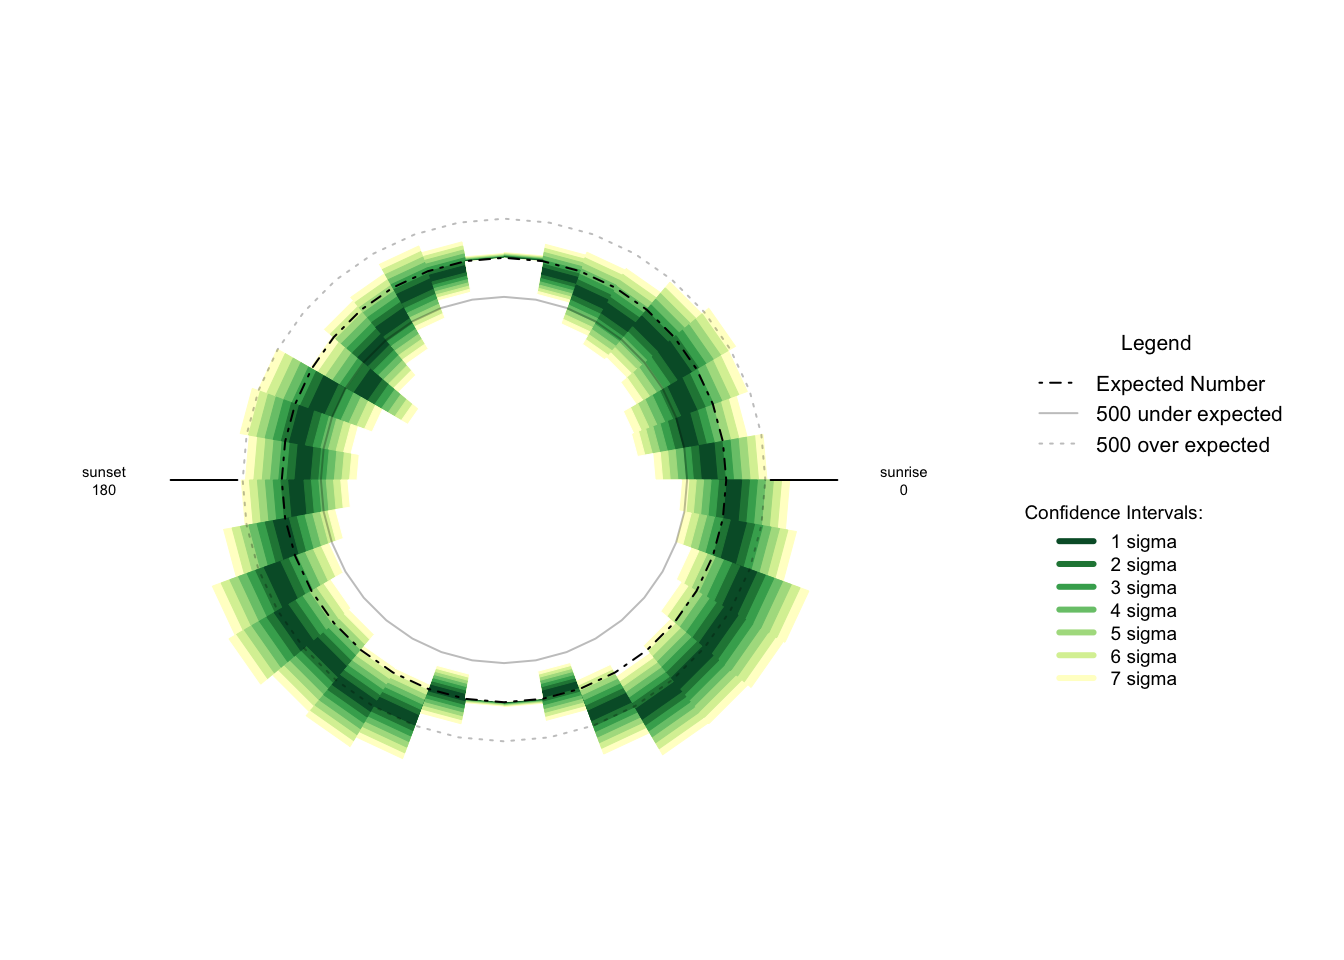 sunset
180
sunrise
0
Legend
Expected Number
500 under expected
500 over expected
Confidence Intervals:
1 sigma
2 sigma
3 sigma
4 sigma
5 sigma
6 sigma
7 sigma